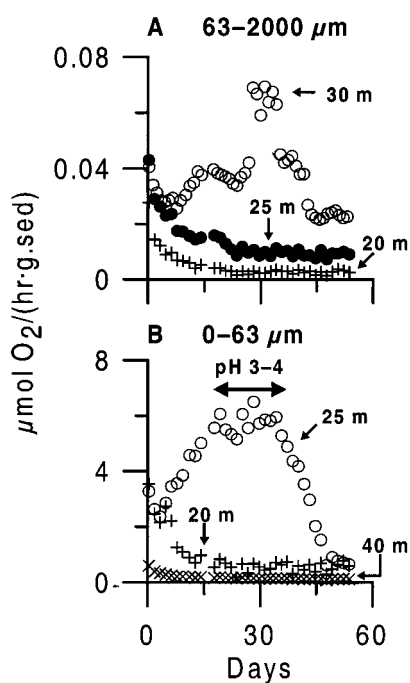 A 63–2000 µm
0.08
30 m
0.04
25 m
20 m
0
µmol O₂/(hr·g.sed)
B 0–63 µm
pH 3–4
8
25 m
4
20 m
40 m
0
0 30 60
Days